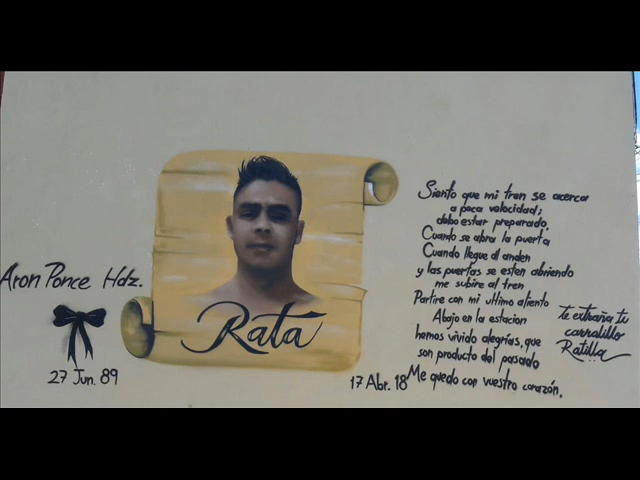 Aron Ponce Hdz.
27 Jun. 89
Rata
17 Abr. 18
Siento que mi tren se acerca
a poca velocidad;
debo estar preparado,
Cuando se abra la puerta
Cuando llegue al anden
y las puertas se esten abriendo
me subire al tren
Partire con mi ultimo aliento
Abajo en la estacion
hemos vivido alegrías, que
son producto del pasado
Me quedo con vuestro corazón.
te extraña tu
carnalillo
Ratilla